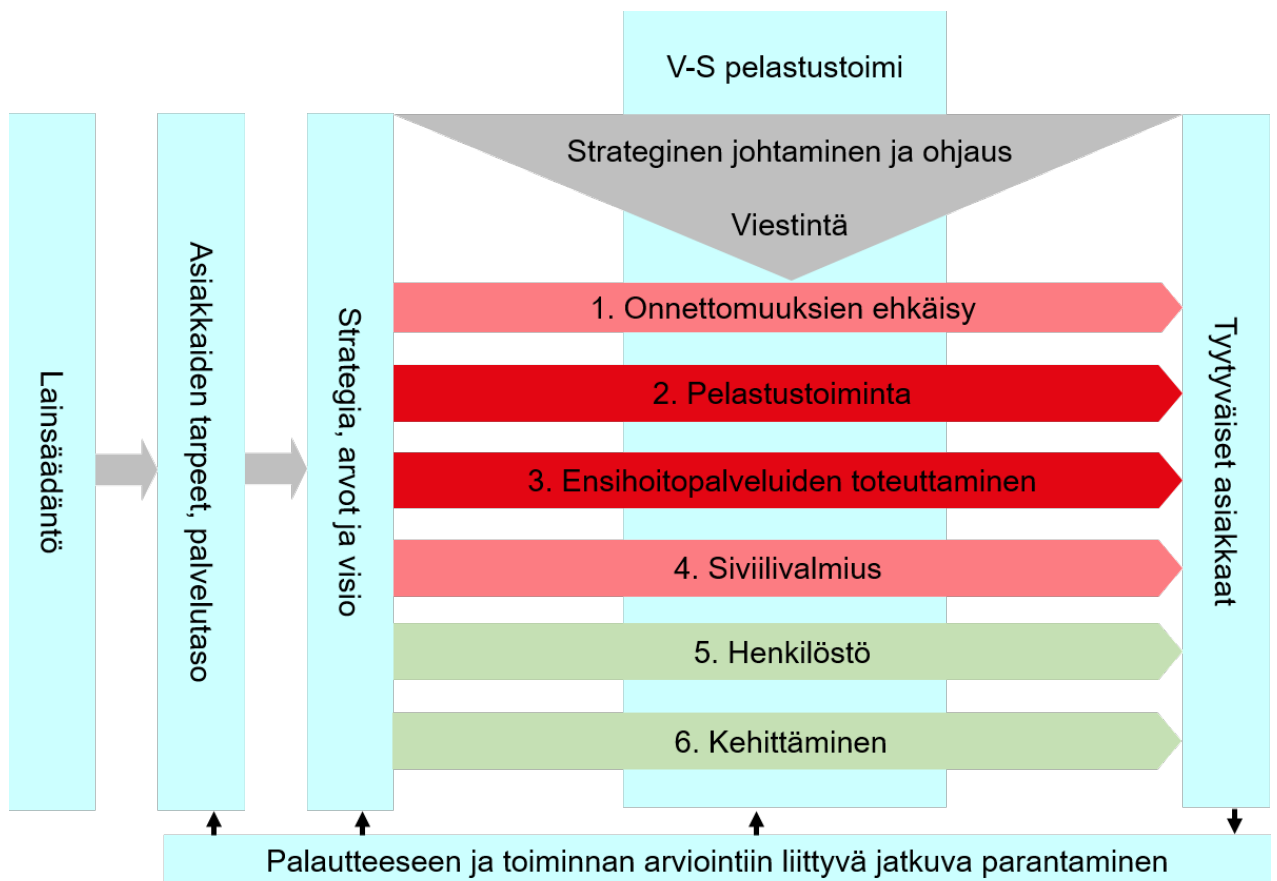 V-S pelastustoimi
Strateginen johtaminen ja ohjaus
Viestintä
Lainsäädäntö
Asiakkaiden tarpeet, palvelutaso
Strategia, arvot ja visio
1. Onnettomuuksien ehkäisy
2. Pelastustoiminta
3. Ensihoitopalveluiden toteuttaminen
4. Siviilivalmius
5. Henkilöstö
6. Kehittäminen
Tyytyväiset asiakkaat
Palautteeseen ja toiminnan arviointiin liittyvä jatkuva parantaminen